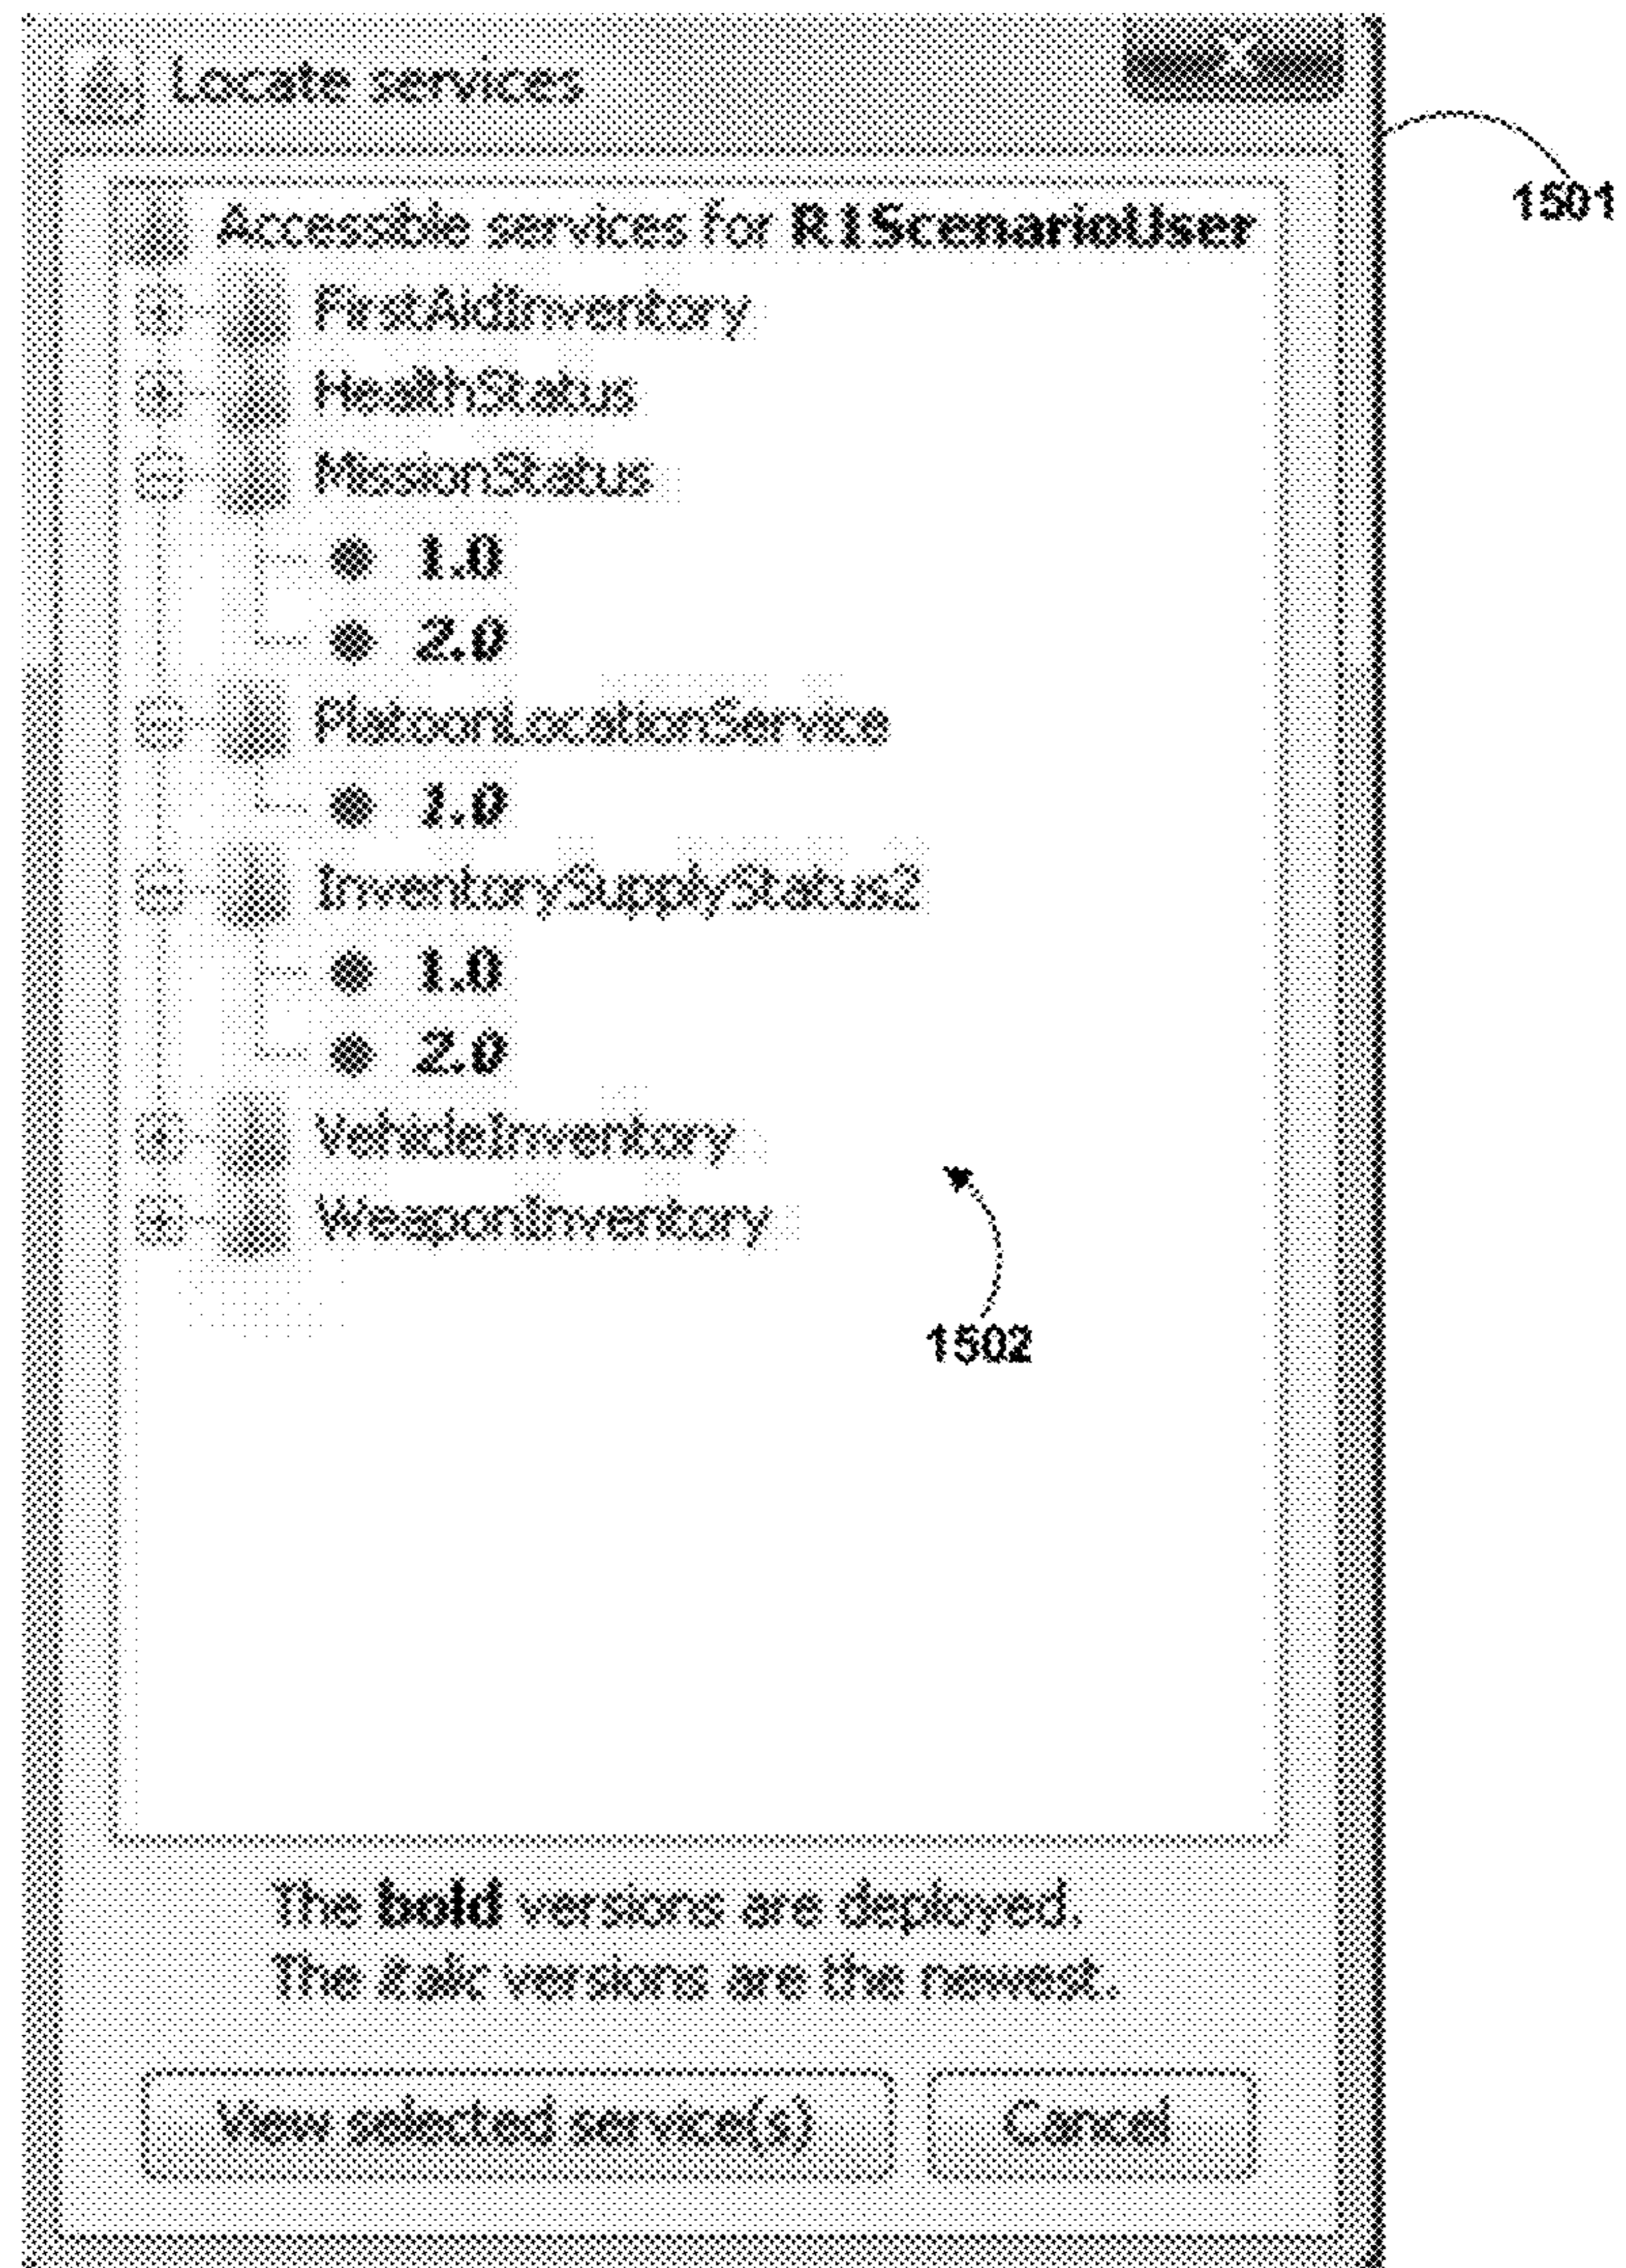 Locate services
X
1501
Accessible services for R1ScenarioUser
FirstAidInventory
HealthStatus
MissionStatus
1.0
2.0
PlatoonLocationService
1.0
InventorySupplyStatus2
1.0
2.0
VehicleInventory
WeaponInventory
1502
The bold versions are deployed.
The italic versions are the newest.
View selected service(s)
Cancel